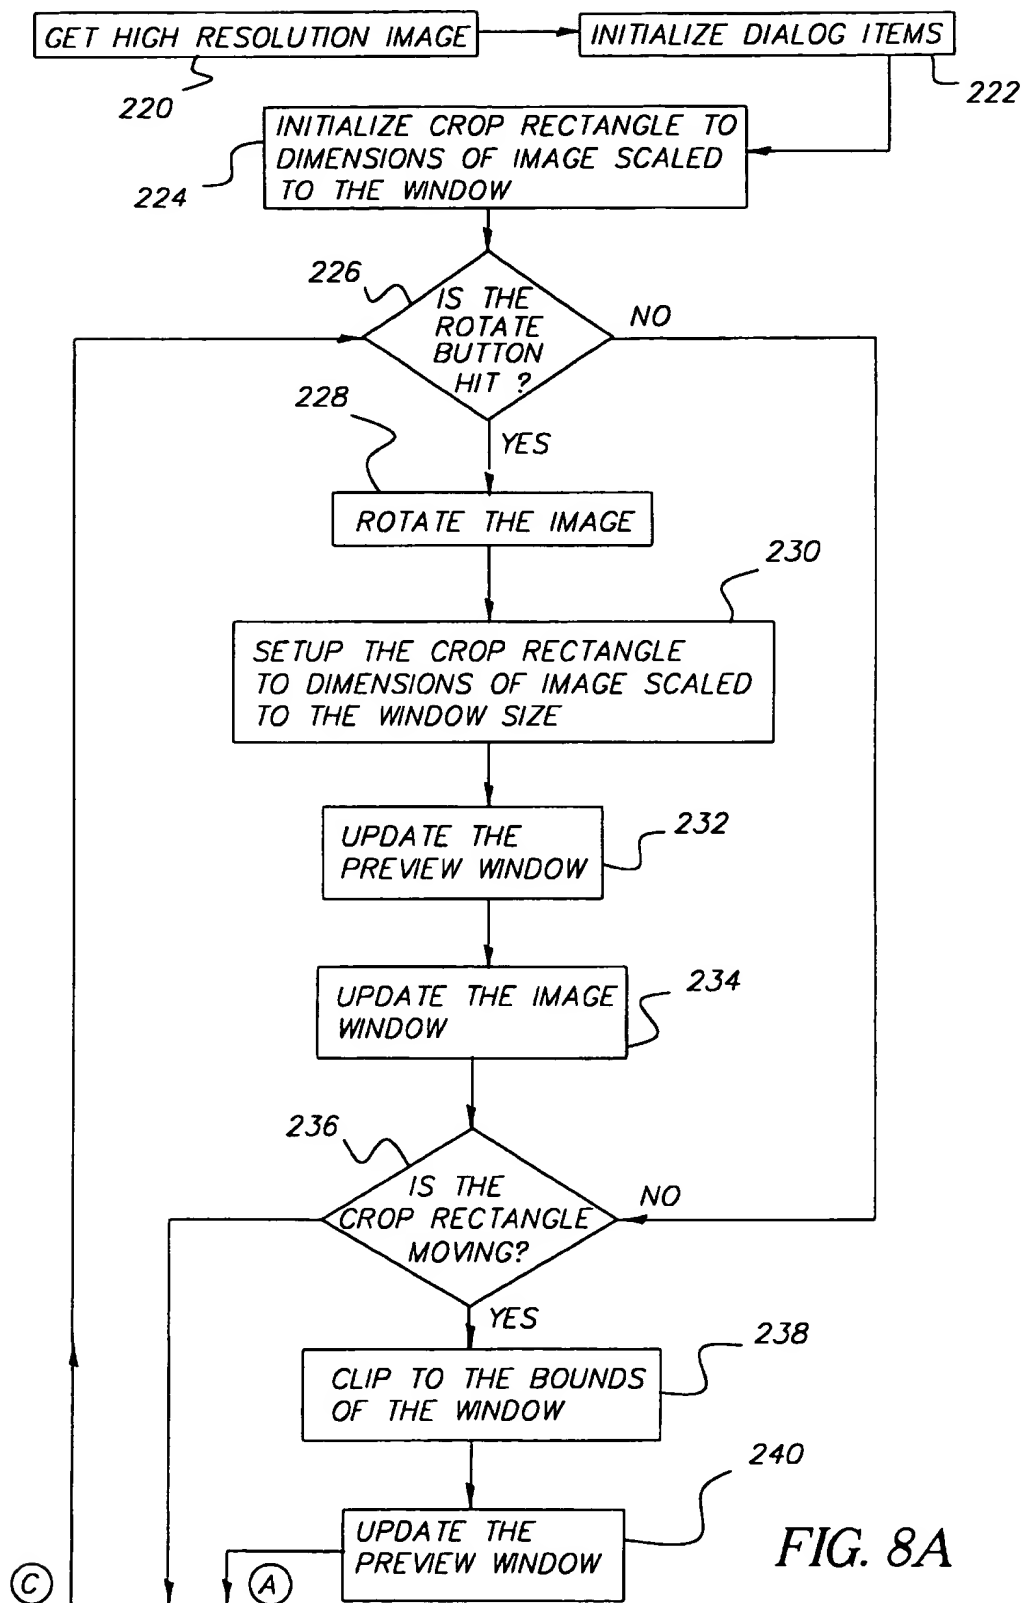 GET HIGH RESOLUTION IMAGE
INITIALIZE DIALOG ITEMS
220
222
INITIALIZE CROP RECTANGLE TO
DIMENSIONS OF IMAGE SCALED
TO THE WINDOW
224
226
IS THE
ROTATE
BUTTON
HIT ?
NO
228
YES
ROTATE THE IMAGE
230
SETUP THE CROP RECTANGLE
TO DIMENSIONS OF IMAGE SCALED
TO THE WINDOW SIZE
UPDATE THE
PREVIEW WINDOW
232
UPDATE THE IMAGE
WINDOW
234
236
IS THE
CROP RECTANGLE
MOVING?
NO
YES
238
CLIP TO THE BOUNDS
OF THE WINDOW
240
UPDATE THE
PREVIEW WINDOW
FIG. 8A
C
A